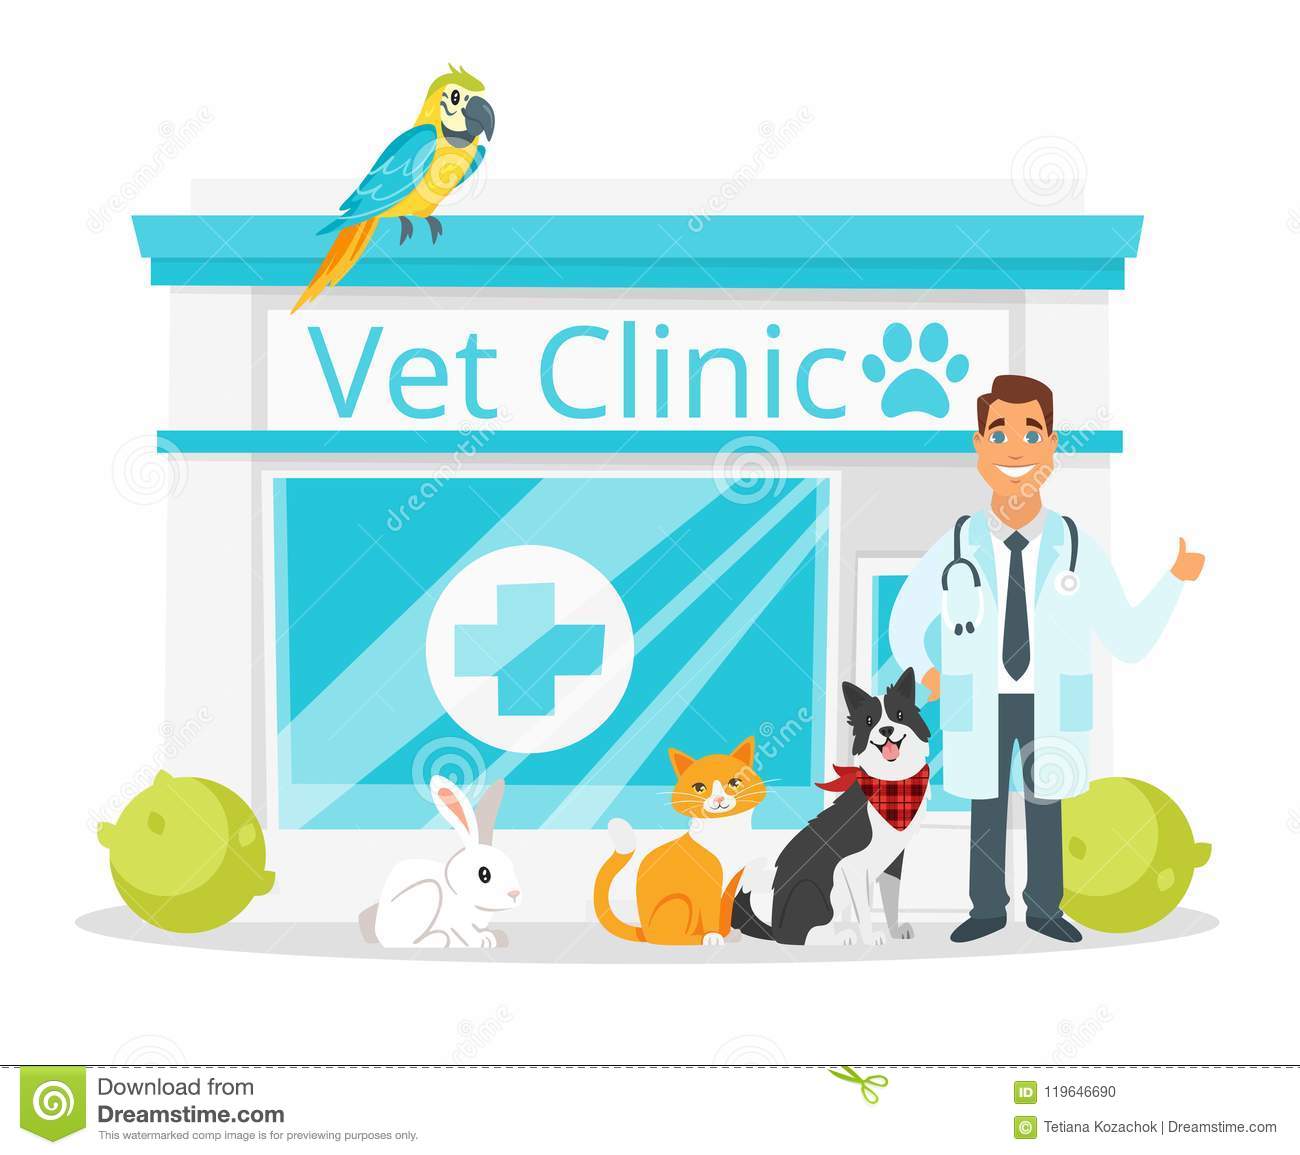 Vet Clinic
dreamstime
Download from
Dreamstime.com
This watermarked comp image is for previewing purposes only.
ID 119646690
Tetiana Kozachok | Dreamstime.com